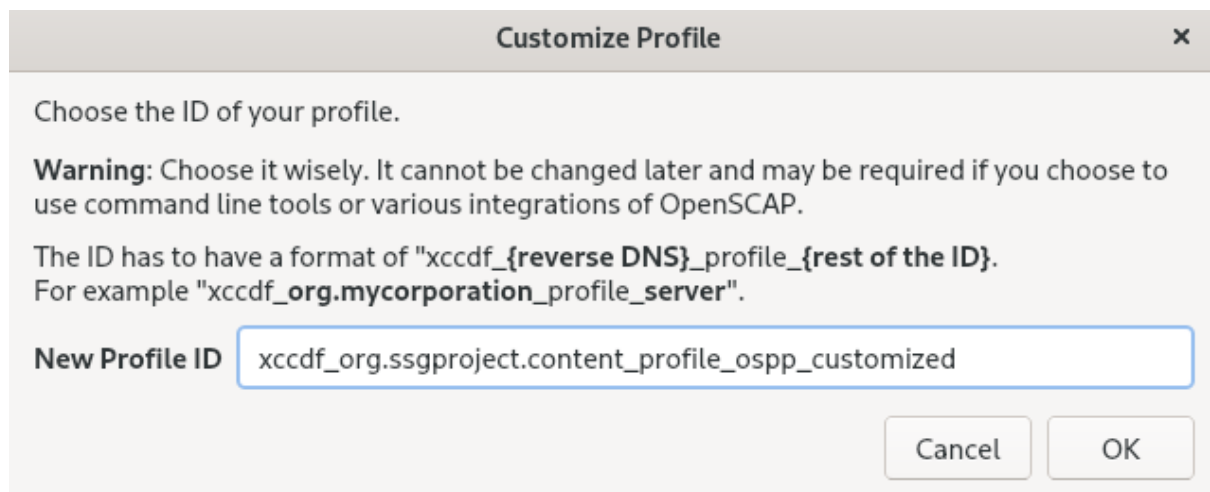 Customize Profile
Choose the ID of your profile.
Warning: Choose it wisely. It cannot be changed later and may be required if you choose to
use command line tools or various integrations of OpenSCAP.
The ID has to have a format of "xccdf_{reverse DNS}_profile_{rest of the ID}.
For example "xccdf_org.mycorporation_profile_server".
New Profile ID xccdf_org.ssgproject.content_profile_ospp_customized
Cancel OK